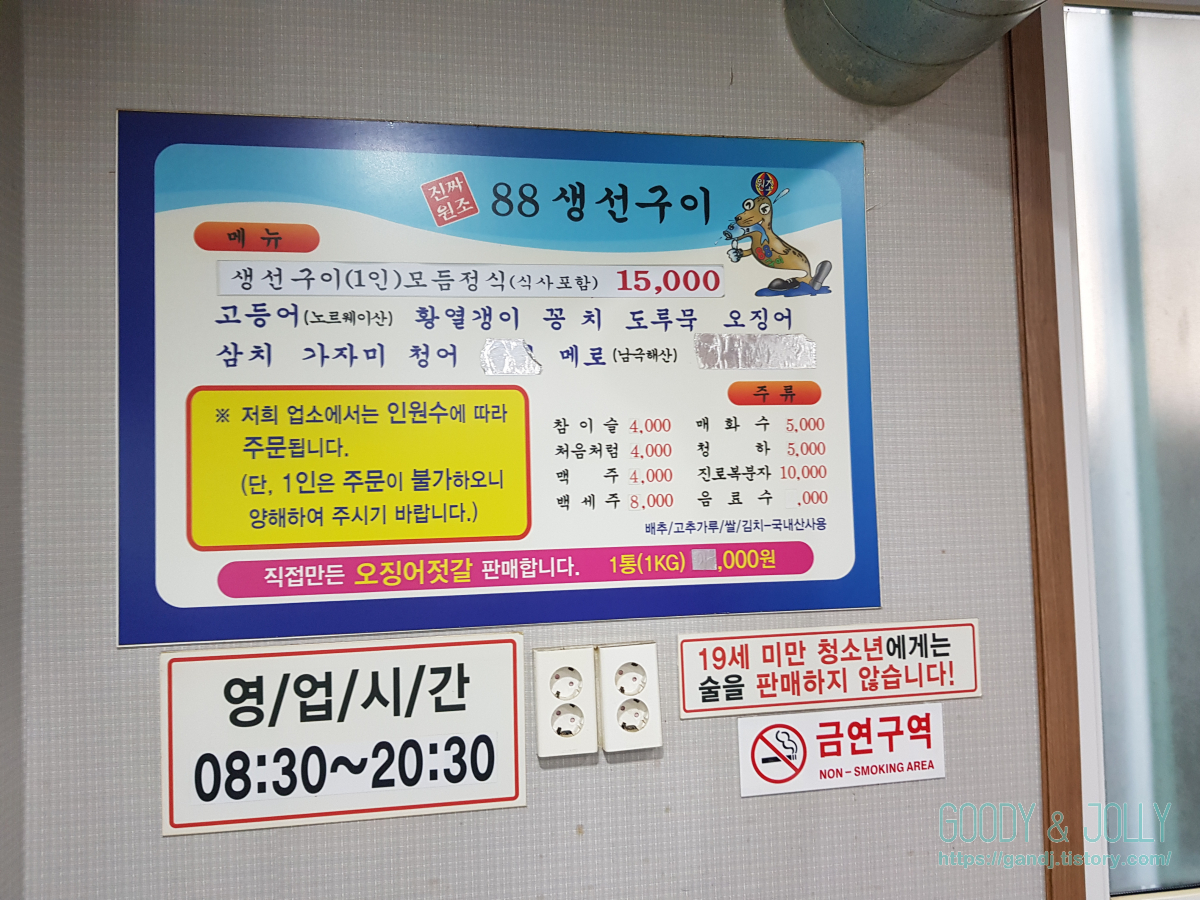 진짜
원조
88 생선구이
원조
메 뉴
생선구이(1인)모듬정식(식사포함) 15,000
고등어(노르웨이산) 황열갱이 꽁 치 도루묵 오징어
삼치 가자미 청어 메로(남극해산)
※ 저희 업소에서는 인원수에 따라
주문됩니다.
(단, 1인은 주문이 불가하오니
양해하여 주시기 바랍니다.)
주 류
참 이 슬 4,000 매 화 수 5,000
처음처럼 4,000 청 하 5,000
맥 주 4,000 진로복분자 10,000
백 세 주 8,000 음 료 수 ,000
배추/고추가루/쌀/김치-국내산사용
직접만든 오징어젓갈 판매합니다. 1통(1KG) ,000원
영/업/시/간
08:30~20:30
19세 미만 청소년에게는
술을 판매하지 않습니다!
금연구역
NON-SMOKING AREA
GOODY & JOLLY
https://gandj.tistory.com/